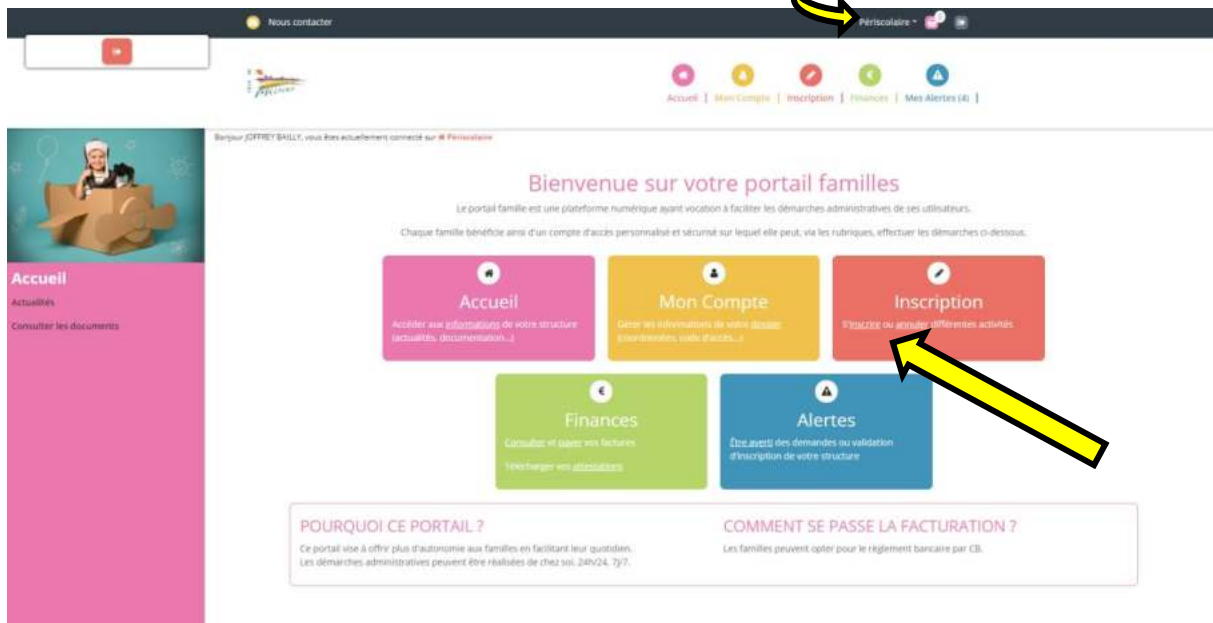 Nous contacter
Périscolaire
Accueil | Mon Compte | Inscription | Finances | Mes Alertes (4) |
Bonjour JOFFREY BAILLY, vous êtes actuellement connecté sur Périscolaire
Bienvenue sur votre portail familles
Le portail famille est une plateforme numérique ayant vocation à faciliter les démarches administratives de ses utilisateurs.
Chaque famille bénéficie ainsi d'un compte d'accès personnalisé et sécurisé sur lequel elle peut, via les rubriques, effectuer les démarches ci-dessous.
Accueil
Actualités
Consulter les documents
Accueil
Accéder aux informations de votre structure
(actualités, documentation...)
Mon Compte
Gérer les informations de votre dossier
(coordonnées, code d'accès...)
Inscription
S'inscrire ou annuler différentes activités
Finances
Consulter et payer vos factures
Télécharger vos attestations
Alertes
Être averti des demandes ou validation
d'inscription de votre structure
POURQUOI CE PORTAIL ?
Ce portail vise à offrir plus d'autonomie aux familles en facilitant leur quotidien.
Les démarches administratives peuvent être réalisées de chez soi, 24h/24, 7j/7.
COMMENT SE PASSE LA FACTURATION ?
Les familles peuvent opter pour le règlement bancaire par CB.